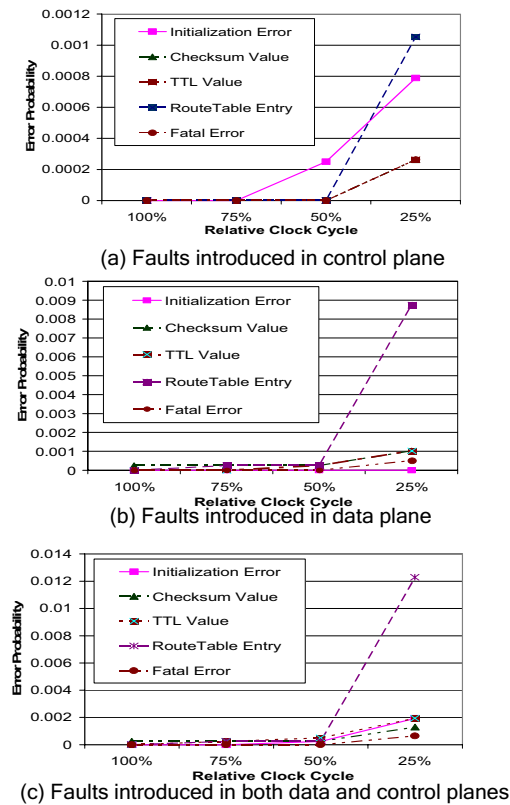 0.0012
0.001
0.0008
0.0006
0.0004
0.0002
0
Error Probability
Initialization Error
Checksum Value
TTL Value
RouteTable Entry
Fatal Error
100% 75% 50% 25%
Relative Clock Cycle
(a) Faults introduced in control plane
0.01
0.009
0.008
0.007
0.006
0.005
0.004
0.003
0.002
0.001
0
Error Probability
Initialization Error
Checksum Value
TTL Value
RouteTable Entry
Fatal Error
100% 75% 50% 25%
Relative Clock Cycle
(b) Faults introduced in data plane
0.014
0.012
0.01
0.008
0.006
0.004
0.002
0
Error Probability
Initialization Error
Checksum Value
TTL Value
RouteTable Entry
Fatal Error
100% 75% 50% 25%
Relative Clock Cycle
(c) Faults introduced in both data and control planes